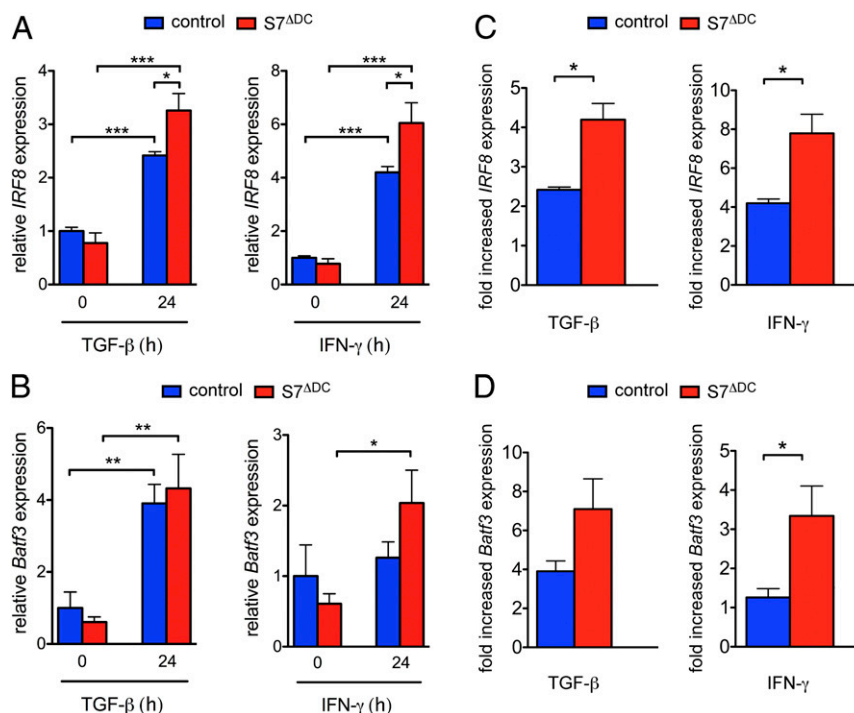 A
control S7ΔDC
relative IRF8 expression
4
3
2
1
0
***
*
***
0 24
TGF-β (h)
relative IRF8 expression
8
6
4
2
0
***
*
***
0 24
IFN-γ (h)
C
control S7ΔDC
fold increased IRF8 expression
5
4
3
2
1
0
*
TGF-β
fold increased IRF8 expression
10
8
6
4
2
0
*
IFN-γ
B
control S7ΔDC
relative Batf3 expression
6
4
2
0
**
**
0 24
TGF-β (h)
relative Batf3 expression
3
2
1
0
*
0 24
IFN-γ (h)
D
control S7ΔDC
fold increased Batf3 expression
10
8
6
4
2
0
TGF-β
fold increased Batf3 expression
5
4
3
2
1
0
*
IFN-γ